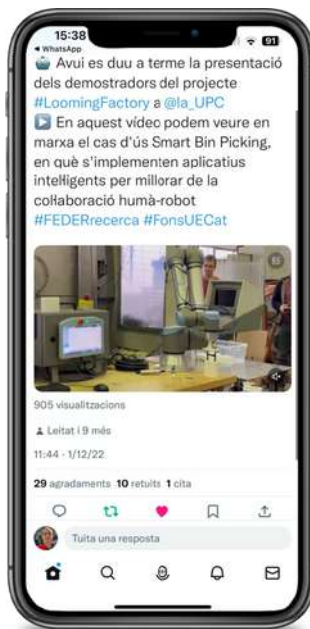 15:38
91
WhatsApp
Avui es duu a terme la presentació
dels demostradors del projecte
#LoomingFactory a @la_UPC
En aquest vídeo podem veure en
marxa el cas d'ús Smart Bin Picking,
en què s'implementen aplicatius
intel·ligents per millorar de la
col·laboració humà-robot
#FEDERrecerca #FonsUECat
905 visualitzacions
Leitat i 9 més
11:44 · 1/12/22
29 agradaments 10 retuits 1 cita
Tuita una resposta